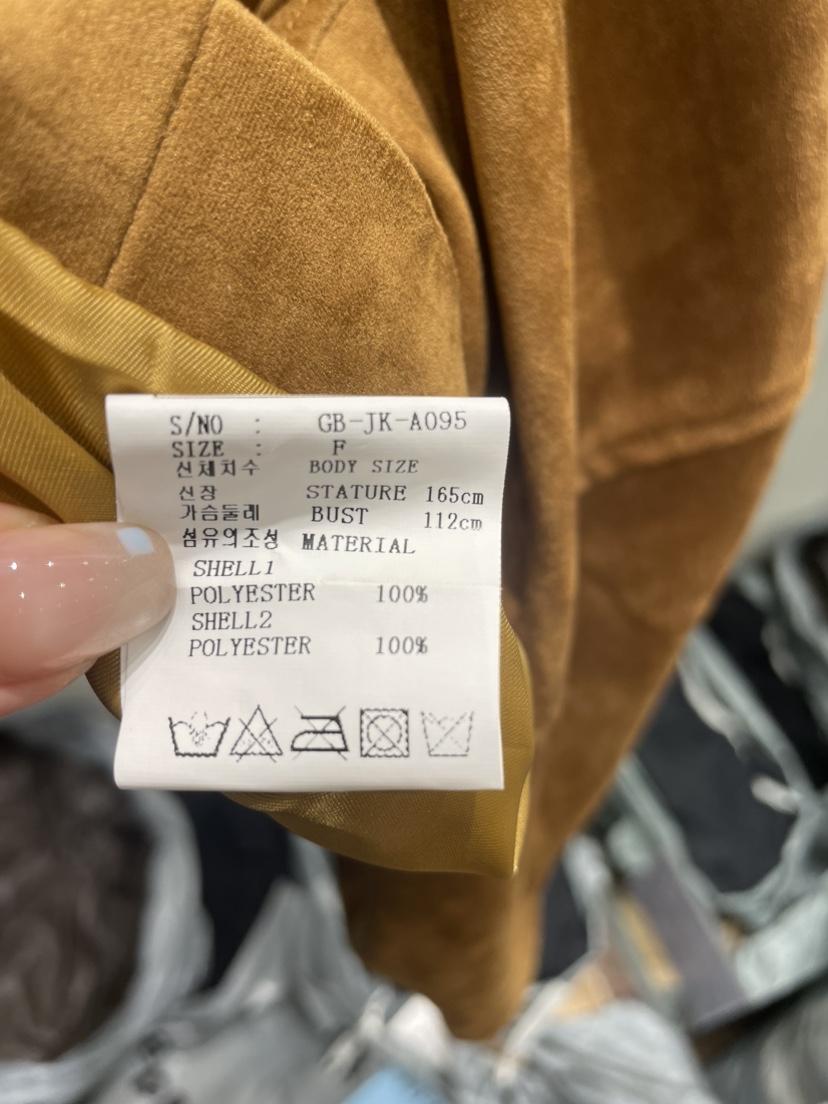 S/NO : GB-JK-A095
SIZE : F
신체치수 BODY SIZE
신장 STATURE 165cm
가슴둘레 BUST 112cm
섬유의조성 MATERIAL
SHELL1
POLYESTER 100%
SHELL2
POLYESTER 100%